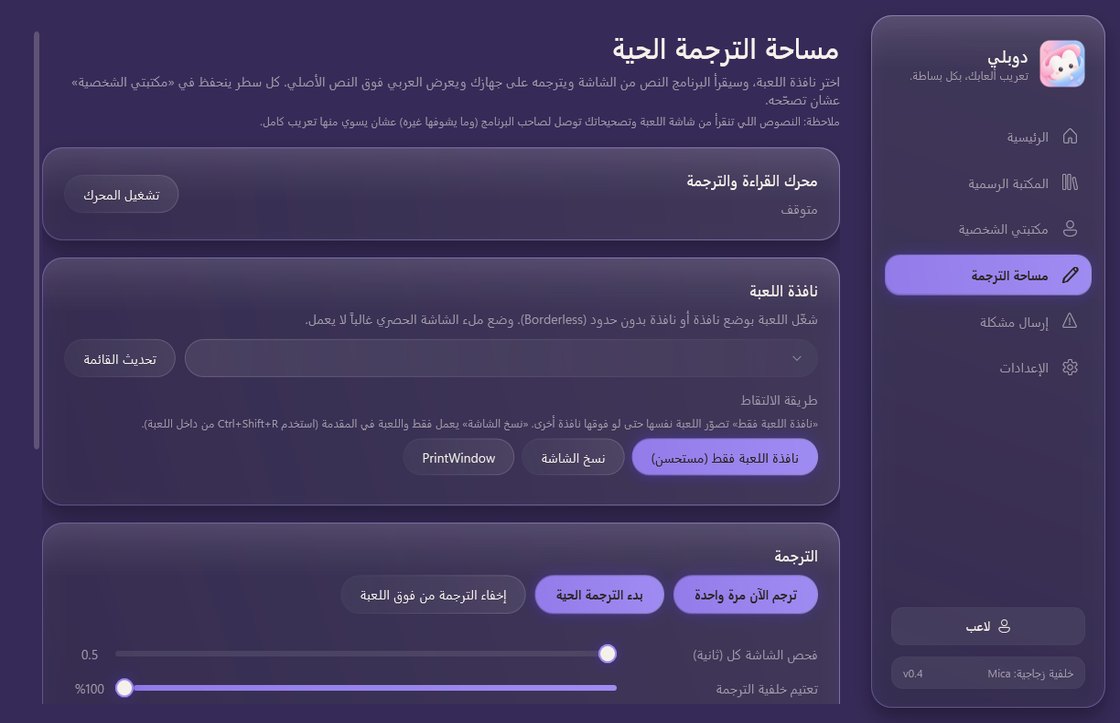 دوبلي
تعريب ألعابك، بكل بساطة.
الرئيسية
المكتبة الرسمية
مكتبتي الشخصية
مساحة الترجمة
إرسال مشكلة
الإعدادات
لاعب
خلفية زجاجية: Mica
v0.4
مساحة الترجمة الحية
اختر نافذة اللعبة، وسيقرأ البرنامج النص من الشاشة ويترجمه على جهازك ويعرض العربي فوق النص الأصلي. كل سطر ينحفظ في «مكتبتي الشخصية»
عشان تصحّحه.
ملاحظة: النصوص اللي تنقرأ من شاشة اللعبة وتصحيحاتك توصل لصاحب البرنامج (وما يشوفها غيره) عشان يسوي منها تعريب كامل.
محرك القراءة والترجمة
متوقف
تشغيل المحرك
نافذة اللعبة
شغّل اللعبة بوضع نافذة أو نافذة بدون حدود (Borderless). وضع ملء الشاشة الحصري غالباً لا يعمل.
تحديث القائمة
طريقة الالتقاط
«نافذة اللعبة فقط» تصوّر اللعبة نفسها حتى لو فوقها نافذة أخرى. «نسخ الشاشة» يعمل فقط واللعبة في المقدمة (استخدم Ctrl+Shift+R من داخل اللعبة).
نافذة اللعبة فقط (مستحسن)
نسخ الشاشة
PrintWindow
الترجمة
ترجم الآن مرة واحدة
بدء الترجمة الحية
إخفاء الترجمة من فوق اللعبة
فحص الشاشة كل (ثانية)
0.5
تعتيم خلفية الترجمة
%100